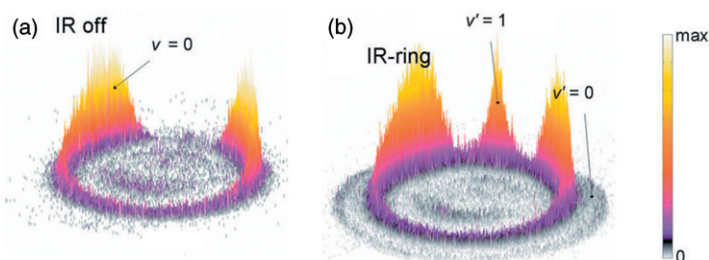 (a) IR off
v = 0
(b)
IR-ring
v' = 1
v' = 0
max
0